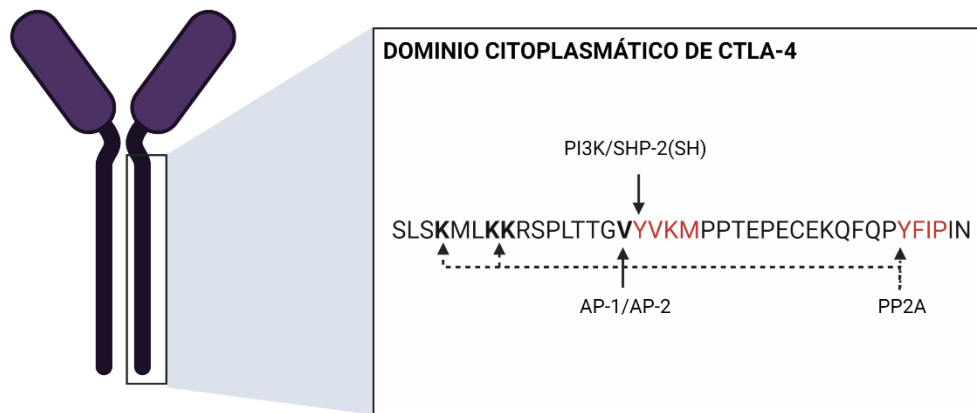 DOMINIO CITOPLASMÁTICO DE CTLA-4
PI3K/SHP-2(SH)
SLSKMLKKRSPLTTGVYVKMPPTEPECEKQFQPYFIPIN
AP-1/AP-2
PP2A